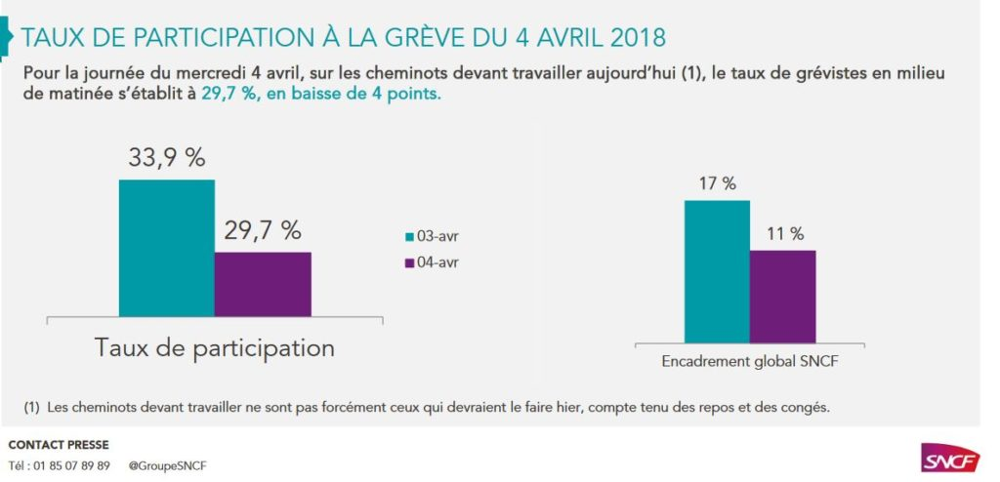 TAUX DE PARTICIPATION À LA GRÈVE DU 4 AVRIL 2018
Pour la journée du mercredi 4 avril, sur les cheminots devant travailler aujourd'hui (1), le taux de grévistes en milieu
de matinée s'établit à 29,7 %, en baisse de 4 points.
33,9 %
29,7 %
03-avr
04-avr
Taux de participation
17 %
11 %
Encadrement global SNCF
(1) Les cheminots devant travailler ne sont pas forcément ceux qui devraient le faire hier, compte tenu des repos et des congés.
CONTACT PRESSE
Tél : 01 85 07 89 89 @GroupeSNCF
SNCF